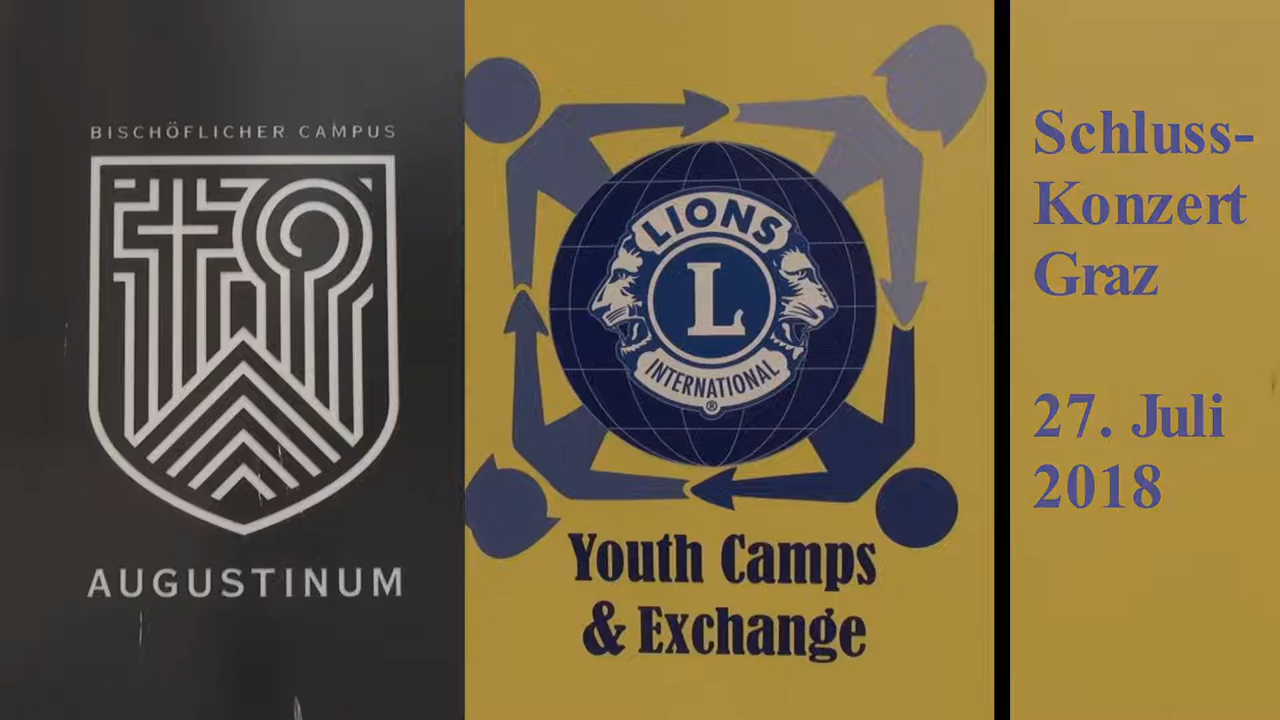 BISCHÖFLICHER CAMPUS
AUGUSTINUM
LIONS
L
INTERNATIONAL
®
Youth Camps
& Exchange
Schluss-
Konzert
Graz
27. Juli
2018